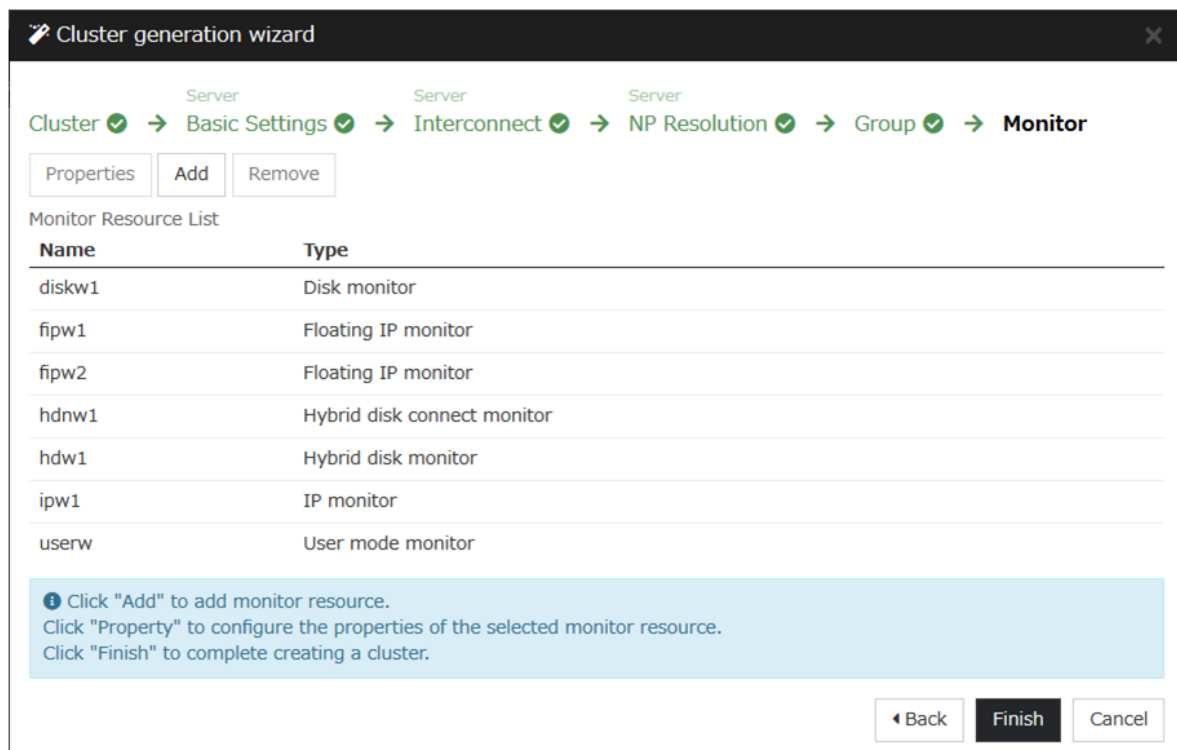 Cluster generation wizard
Server Server Server
Cluster → Basic Settings → Interconnect → NP Resolution → Group → Monitor
Properties Add Remove
Monitor Resource List
Name Type
diskw1 Disk monitor
fipw1 Floating IP monitor
fipw2 Floating IP monitor
hdnw1 Hybrid disk connect monitor
hdw1 Hybrid disk monitor
ipw1 IP monitor
userw User mode monitor
Click "Add" to add monitor resource.
Click "Property" to configure the properties of the selected monitor resource.
Click "Finish" to complete creating a cluster.
Back Finish Cancel